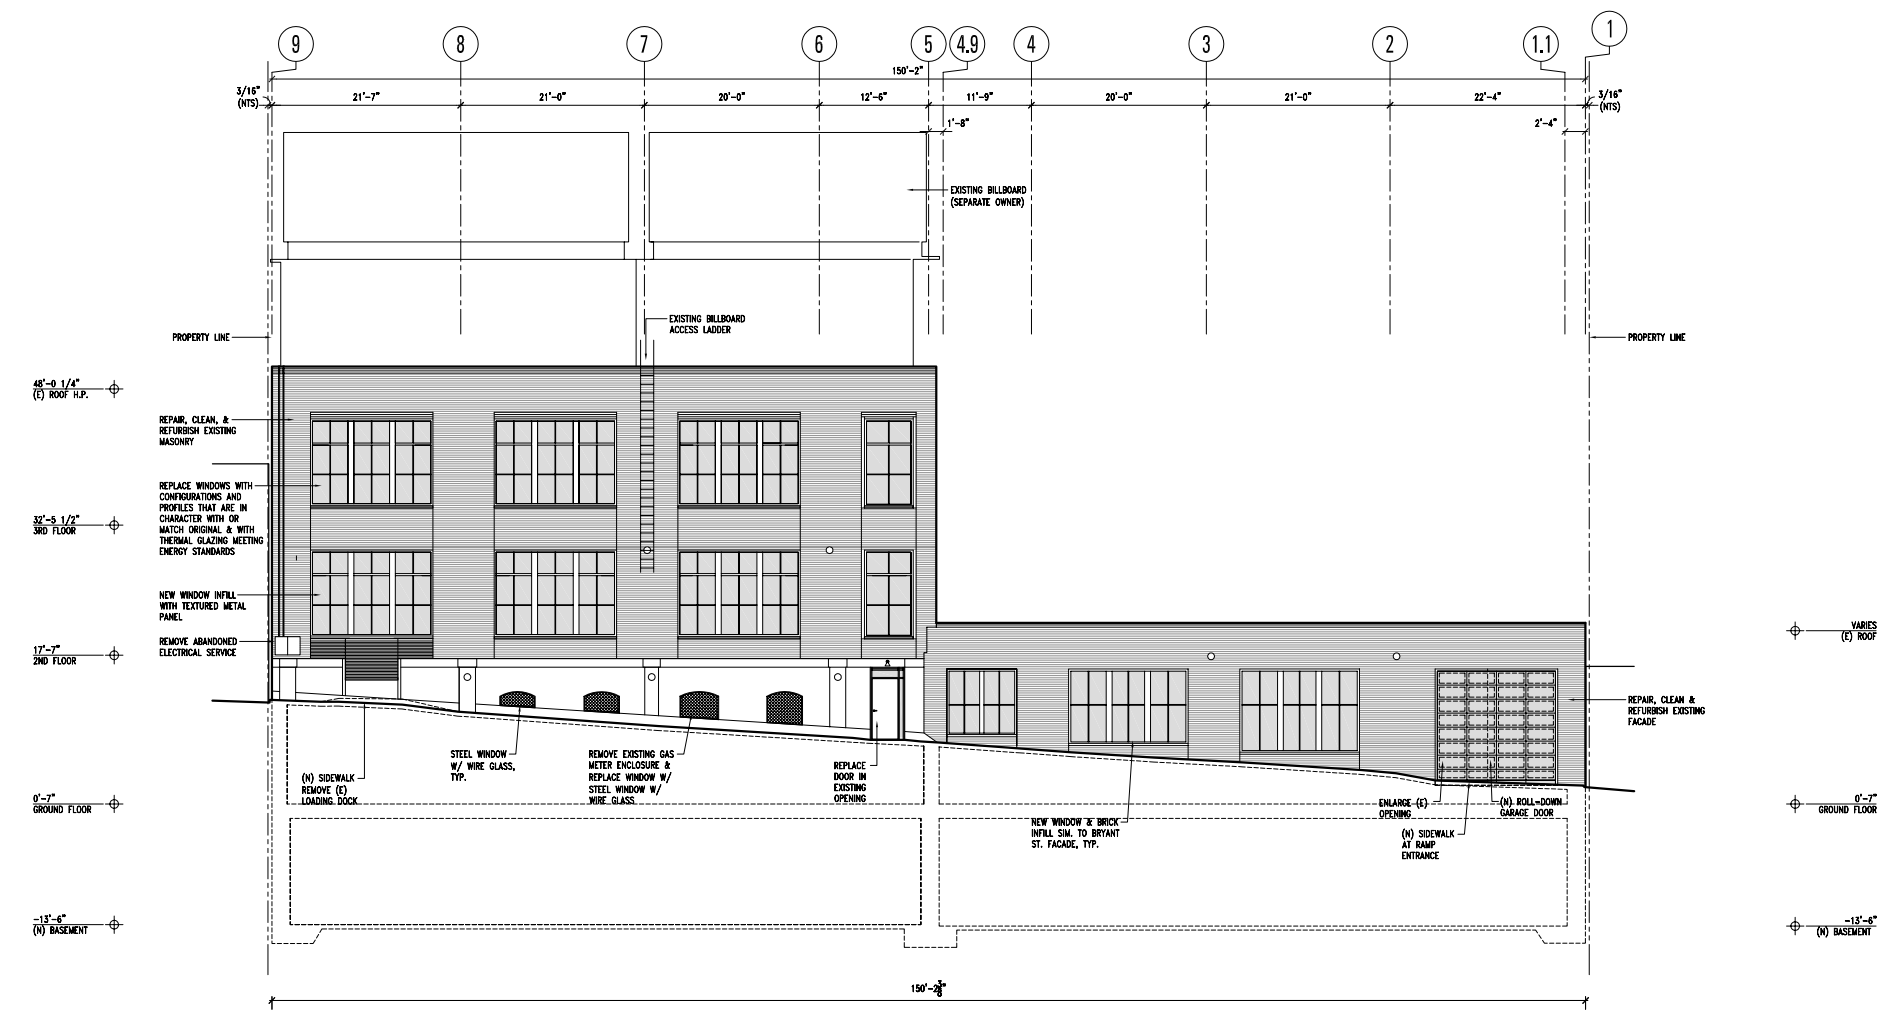 9 8 7 6 5 4.9 4 3 2 1.1 1
150'-2"
3/16"
(NTS)
21'-7" 21'-0" 20'-0" 12'-6" 11'-9" 20'-0" 21'-0" 22'-4"
3/16"
(NTS)
1'-8"
2'-4"
EXISTING BILLBOARD
(SEPARATE OWNER)
EXISTING BILLBOARD
ACCESS LADDER
PROPERTY LINE
PROPERTY LINE
48'-0 1/4"
(E) ROOF H.P.
REPAIR, CLEAN, &
REFURBISH EXISTING
MASONRY
REPLACE WINDOWS WITH
CONFIGURATIONS AND
PROFILES THAT ARE IN
CHARACTER WITH OR
MATCH ORIGINAL & WITH
THERMAL GLAZING MEETING
ENERGY STANDARDS
32'-5 1/2"
3RD FLOOR
NEW WINDOW INFILL
WITH TEXTURED METAL
PANEL
REMOVE ABANDONED
ELECTRICAL SERVICE
17'-7"
2ND FLOOR
VARIES
(E) ROOF
REPAIR, CLEAN &
REFURBISH EXISTING
FACADE
STEEL WINDOW
W/ WIRE GLASS,
TYP.
REMOVE EXISTING GAS
METER ENCLOSURE &
REPLACE WINDOW W/
STEEL WINDOW W/
WIRE GLASS
REPLACE
DOOR IN
EXISTING
OPENING
(N) SIDEWALK
REMOVE (E)
LOADING DOCK
0'-7"
GROUND FLOOR
NEW WINDOW & BRICK
INFILL SIM. TO BRYANT
ST. FACADE, TYP.
ENLARGE (E)
OPENING
(N) ROLL-DOWN
GARAGE DOOR
(N) SIDEWALK
AT RAMP
ENTRANCE
0'-7"
GROUND FLOOR
-13'-6"
(N) BASEMENT
-13'-6"
(N) BASEMENT
150'-2 3/8"